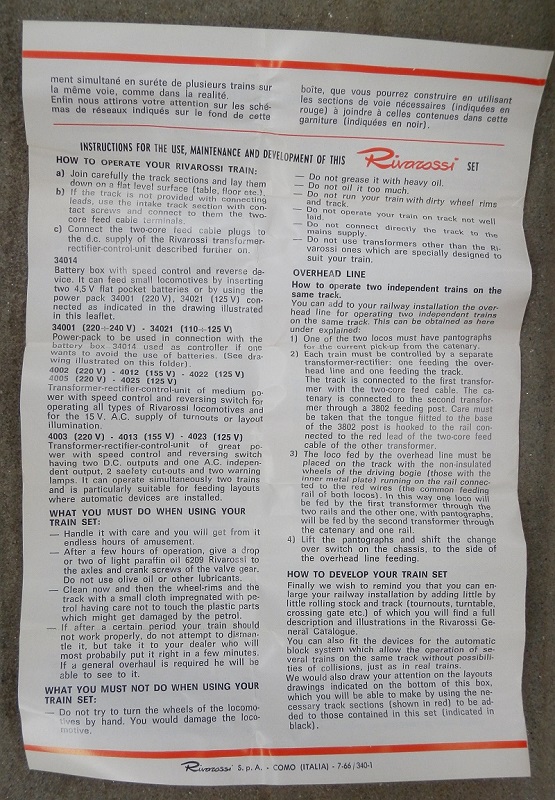 ment simultané en surété de plusieurs trains sur
la même voie, comme dans la realité.
Enfin nous attirons votre attention sur les sché-
mas de réseaux indiqués sur le fond de cette
boîte, que vous pourrez construire en utilisant
les sections de voie nécessaires (indiquées en
rouge) à joindre à celles contenues dans cette
garniture (indiquées en noir).
INSTRUCTIONS FOR THE USE, MAINTENANCE AND DEVELOPMENT OF THIS Rivarossi SET
HOW TO OPERATE YOUR RIVAROSSI TRAIN:
a) Join carefully the track sections and lay them
down on a flat level surface (table, floor etc.).
b) If the track is not provided with connecting
leads, use the intake track section with con-
tact screws and connect to them the two-
core feed cable terminals.
c) Connect the two-core feed cable plugs to
the d.c. supply of the Rivarossi transformer-
rectifier-control-unit described further on.
34014
Battery box with speed control and reverse de-
vice. It can feed small locomotives by inserting
two 4,5 V flat pocket batteries or by using the
power pack 34001 (220 V), 34021 (125 V) con-
nected as indicated in the drawing illustrated
in this leaflet.
34001 (220÷240 V) - 34021 (110÷125 V)
Power-pack to be used in connection with the
battery box 34014 used as controller if one
wants to avoid the use of batteries. (See dra-
wing illustrated on this folder).
4002 (220 V) - 4012 (155 V) - 4022 (125 V)
4005 (220 V) - 4025 (125 V)
Transformer-rectifier-control-unit of medium po-
wer with speed control and reversing switch for
operating all types of Rivarossi locomotives and
for the 15 V. A.C. supply of turnouts or layout
illumination.
4003 (220 V) - 4013 (155 V) - 4023 (125 V)
Transformer-rectifier-control-unit of great po-
wer with speed control and reversing switch
having two D.C. outputs and one A.C. indepen-
dent output, 2 saefety cut-outs and two warning
lamps. It can operate simultaneously two trains
and is particularly suitable for feeding layouts
where automatic devices are installed.
WHAT YOU MUST DO WHEN USING YOUR
TRAIN SET:
— Handle it with care and you will get from it
endless hours of amusement.
— After a few hours of operation, give a drop
or two of light paraffin oil 6209 Rivarossi to
the axles and crank screws of the valve gear.
Do not use olive oil or other lubricants.
— Clean now and then the wheel-rims and the
track with a small cloth impregnated with pe-
trol having care not to touch the plastic parts
which might get damaged by the petrol.
— If after a certain period your train should
not work properly, do not attempt to disman-
tle it, but take it to your dealer who will
most probabily put it right in a few minutes.
If a general overhaul is required he will be
able to see to it.
WHAT YOU MUST NOT DO WHEN USING YOUR
TRAIN SET:
— Do not try to turn the wheels of the locomo-
tives by hand. You would damage the loco-
motive.
— Do not grease it with heavy oil.
— Do not oil it too much.
— Do not run your train with dirty wheel rims
and track.
— Do not operate your train on track not well
laid.
— Do not connect directly the track to the
mains supply.
— Do not use transformers other than the Ri-
varossi ones which are specially designed to
suit your train.
OVERHEAD LINE
How to operate two independent trains on the
same track.
You can add to your railway installation the over-
head line for operating two independent trains
on the same track. This can be obtained as here
under explained:
1) One of the two locos must have pantographs
for the current pickup from the catenary.
2) Each train must be controlled by a separate
transformer-rectifier: one feeding the over-
head line and one feeding the track.
The track is connected to the first transfor-
mer with the two-core feed cable. The ca-
tenary is connected to the second transfor-
mer through a 3802 feeding post. Care must
be taken that the tongue fiitted to the base
of the 3802 post is hooked to the rail con-
nected to the red lead of the two-core feed
cable of the other transformer.
3) The loco fed by the overhead line must be
placed on the track with the non-insulated
wheels of the driving bogie (those with the
inner metal plate) running on the rail connec-
ted to the red wires (the common feeding
rail of both locos). In this way one loco will
be fed by the first transformer through the
two rails and the other one, with pantographs,
will be fed by the second transformer through
the catenary and one rail.
4) Lift the pantographs and shift the change
over switch on the chassis, to the side of
the overhead line feeding.
HOW TO DEVELOP YOUR TRAIN SET
Finally we wish to remind you that you can en-
large your railway installation by adding little by
little rolling stock and track (tournouts, turntable,
crossing gate etc.) of which you will find a full
description and illustrations in the Rivarossi Ge-
neral Catalogue.
You can also fit the devices for the automatic
block system which allow the operation of se-
veral trains on the same track without possibili-
ties of collisions, just as in real trains.
We would also draw your attention on the layouts
drawings indicated on the bottom of this box,
which you will be able to make by using the ne-
cessary track sections (shown in red) to be ad-
ded to those contained in this set (indicated in
black).
Rivarossi S.p.A. - COMO (ITALIA) - 7-66/340-1